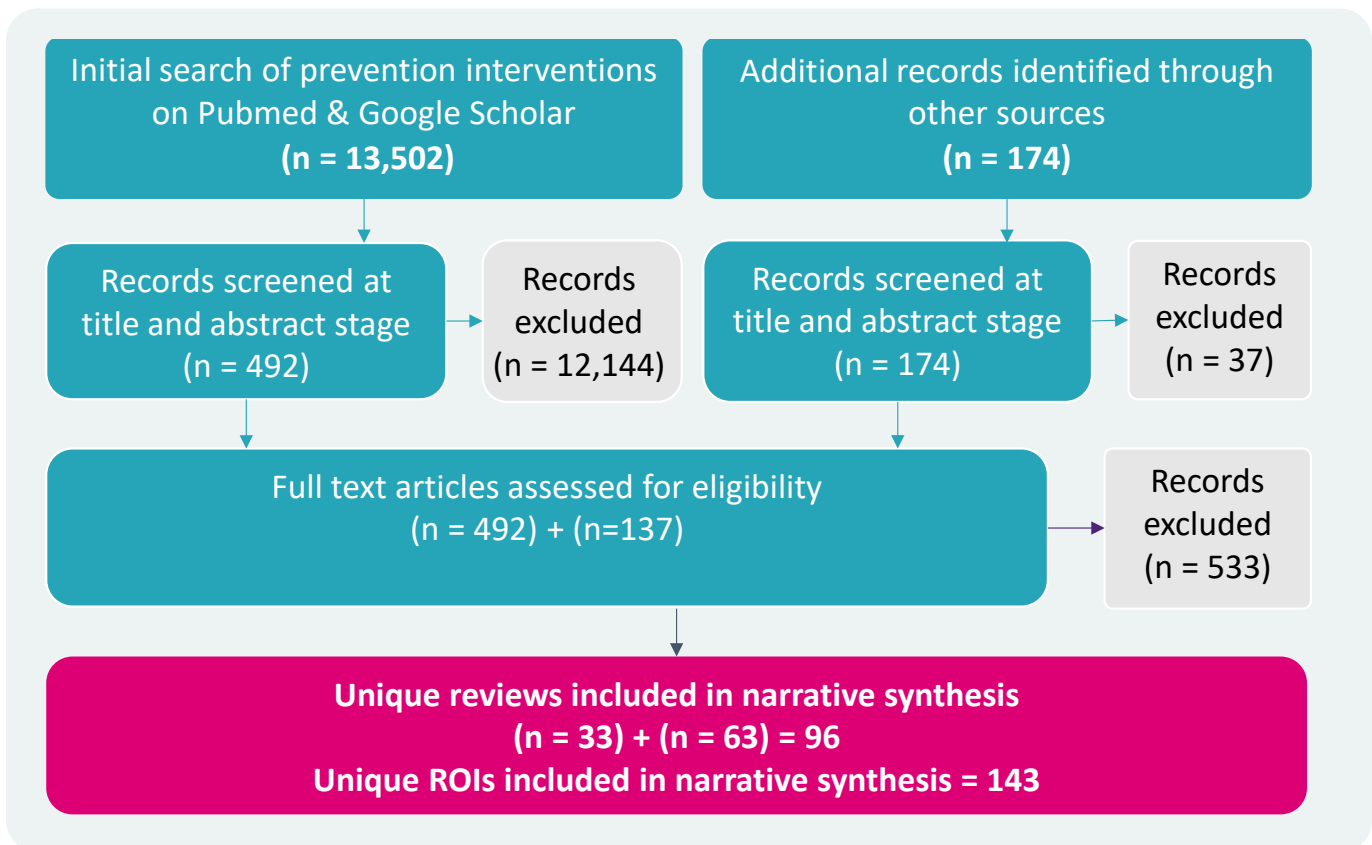 Initial search of prevention interventions
on Pubmed & Google Scholar
(n = 13,502)
Additional records identified through
other sources
(n = 174)
Records screened at
title and abstract stage
(n = 492)
Records
excluded
(n = 12,144)
Records screened at
title and abstract stage
(n = 174)
Records
excluded
(n = 37)
Full text articles assessed for eligibility
(n = 492) + (n=137)
Records
excluded
(n = 533)
Unique reviews included in narrative synthesis
(n = 33) + (n = 63) = 96
Unique ROIs included in narrative synthesis = 143